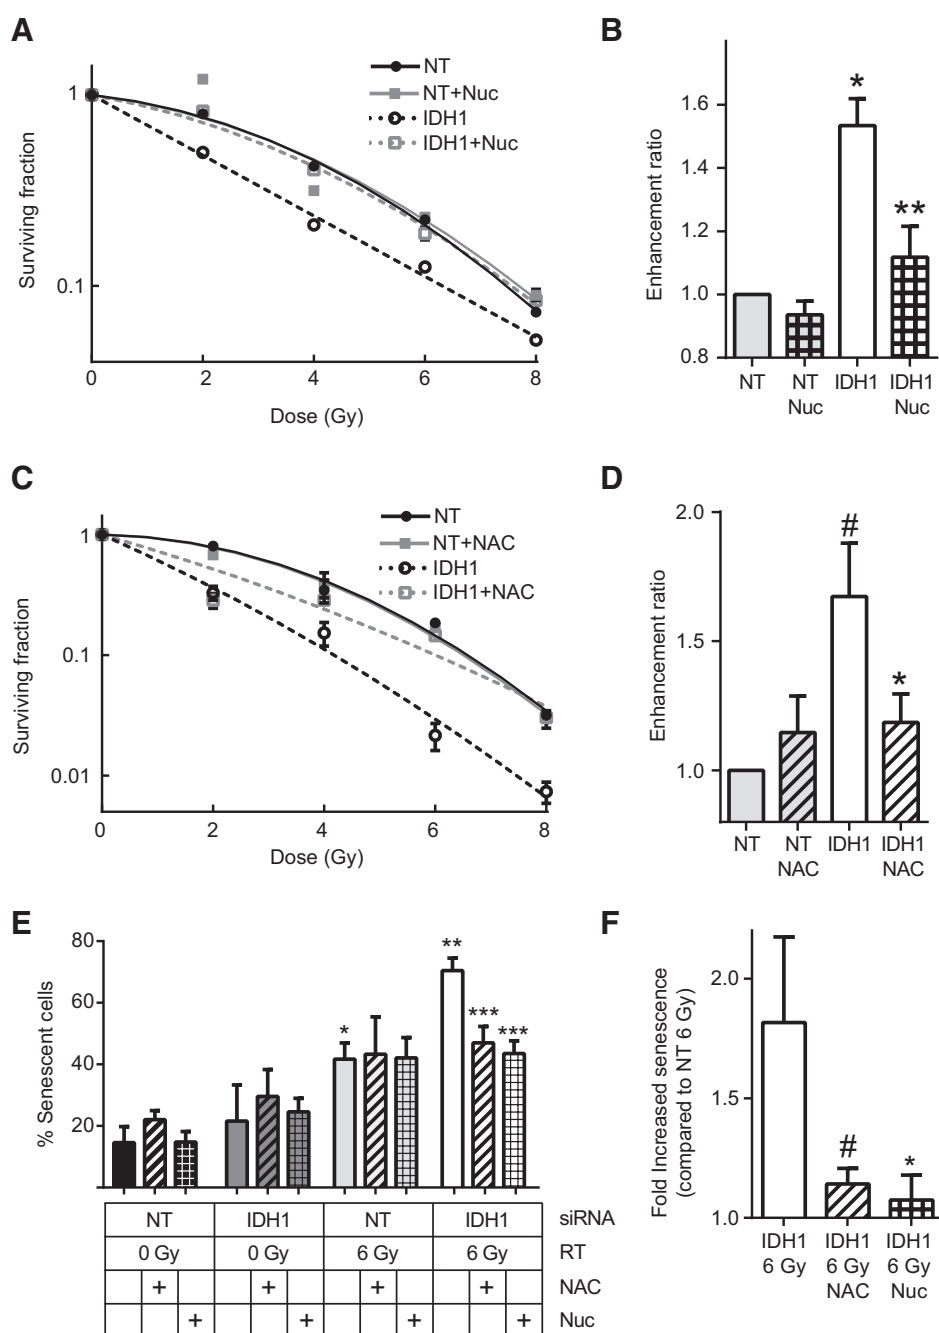 A
NT
NT+Nuc
IDH1
IDH1+Nuc
1
0.1
Surviving fraction
0 2 4 6 8
Dose (Gy)
B
*
**
1.6
1.4
1.2
1.0
0.8
Enhancement ratio
NT NT IDH1 IDH1
Nuc Nuc
C
NT
NT+NAC
IDH1
IDH1+NAC
1
0.1
0.01
Surviving fraction
0 2 4 6 8
Dose (Gy)
D
2.0
1.5
1.0
Enhancement ratio
#
*
NT NT IDH1 IDH1
NAC NAC
E
80
60
40
20
% Senescent cells
*
**
***
***
NT IDH1 NT IDH1 siRNA
0 Gy 0 Gy 6 Gy 6 Gy RT
+ + + + NAC
+ + + + Nuc
F
2.0
1.5
1.0
Fold Increased senescence
(compared to NT 6 Gy)
#
*
IDH1 IDH1 IDH1
6 Gy 6 Gy 6 Gy
NAC Nuc